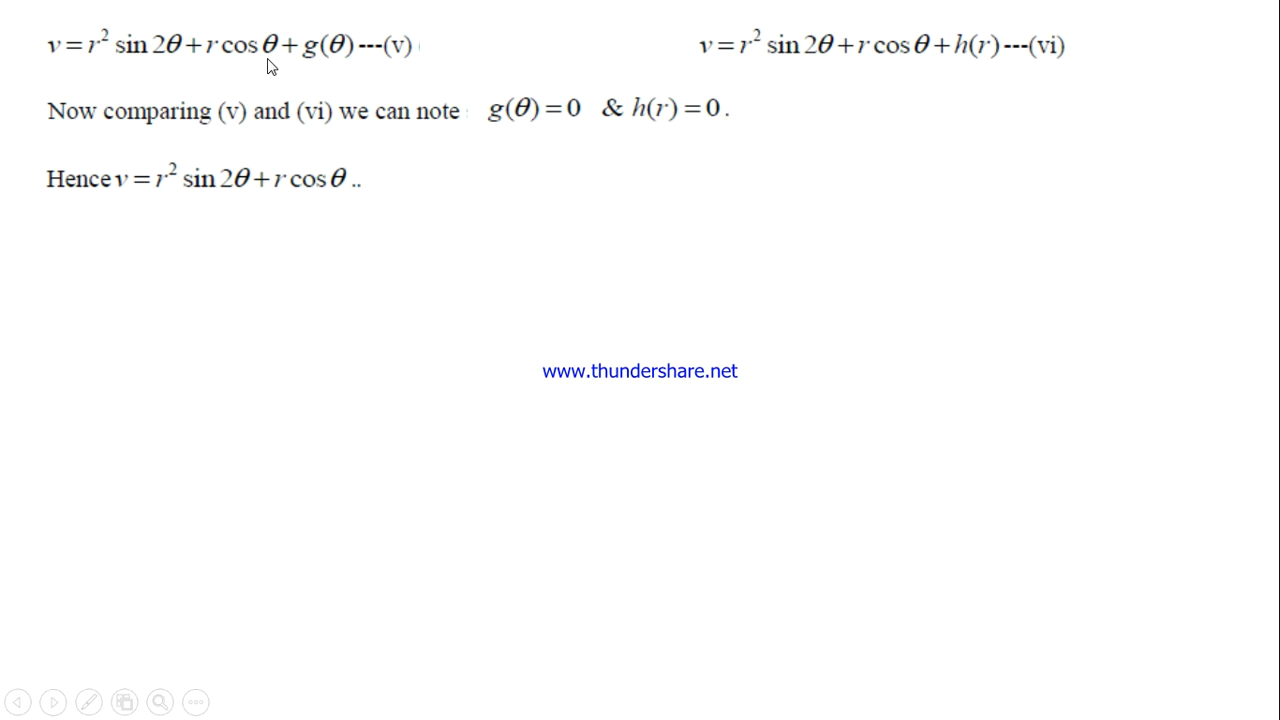 v = r² sin 2θ + r cos θ + g(θ) ---(v)
v = r² sin 2θ + r cos θ + h(r) ---(vi)
Now comparing (v) and (vi) we can note g(θ) = 0 & h(r) = 0 .
Hence v = r² sin 2θ + r cos θ ..
www.thundershare.net